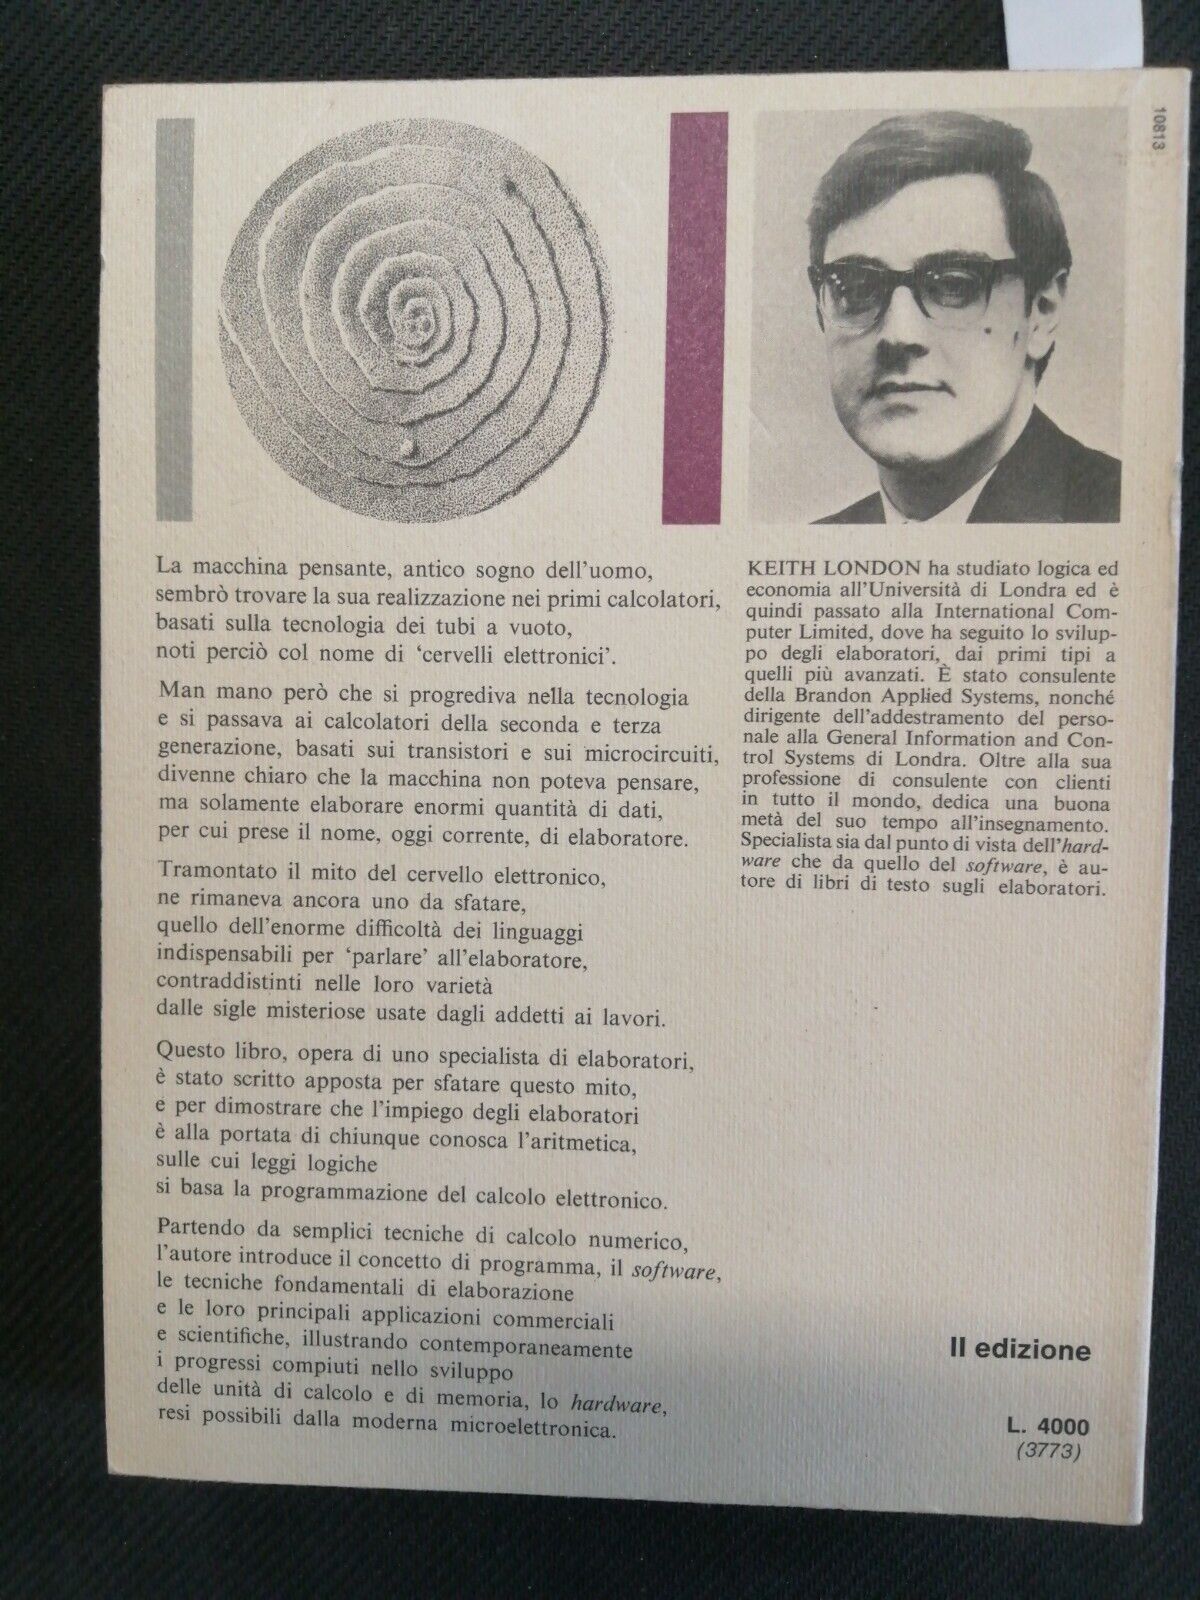 10813
La macchina pensante, antico sogno dell'uomo,
sembrò trovare la sua realizzazione nei primi calcolatori,
basati sulla tecnologia dei tubi a vuoto,
noti perciò col nome di ‘cervelli elettronici’.
Man mano però che si progrediva nella tecnologia
e si passava ai calcolatori della seconda e terza
generazione, basati sui transistori e sui microcircuiti,
divenne chiaro che la macchina non poteva pensare,
ma solamente elaborare enormi quantità di dati,
per cui prese il nome, oggi corrente, di elaboratore.
Tramontato il mito del cervello elettronico,
ne rimaneva ancora uno da sfatare,
quello dell'enorme difficoltà dei linguaggi
indispensabili per ‘parlare’ all'elaboratore,
contraddistinti nelle loro varietà
dalle sigle misteriose usate dagli addetti ai lavori.
Questo libro, opera di uno specialista di elaboratori,
è stato scritto apposta per sfatare questo mito,
e per dimostrare che l'impiego degli elaboratori
è alla portata di chiunque conosca l'aritmetica,
sulle cui leggi logiche
si basa la programmazione del calcolo elettronico.
Partendo da semplici tecniche di calcolo numerico,
l'autore introduce il concetto di programma, il software,
le tecniche fondamentali di elaborazione
e le loro principali applicazioni commerciali
e scientifiche, illustrando contemporaneamente
i progressi compiuti nello sviluppo
delle unità di calcolo e di memoria, lo hardware,
resi possibili dalla moderna microelettronica.
KEITH LONDON ha studiato logica ed
economia all'Università di Londra ed è
quindi passato alla International Com-
puter Limited, dove ha seguito lo svilup-
po degli elaboratori, dai primi tipi a
quelli più avanzati. È stato consulente
della Brandon Applied Systems, nonché
dirigente dell'addestramento del perso-
nale alla General Information and Con-
trol Systems di Londra. Oltre alla sua
professione di consulente con clienti
in tutto il mondo, dedica una buona
metà del suo tempo all'insegnamento.
Specialista sia dal punto di vista dell'hard-
ware che da quello del software, è au-
tore di libri di testo sugli elaboratori.
II edizione
L. 4000
(3773)